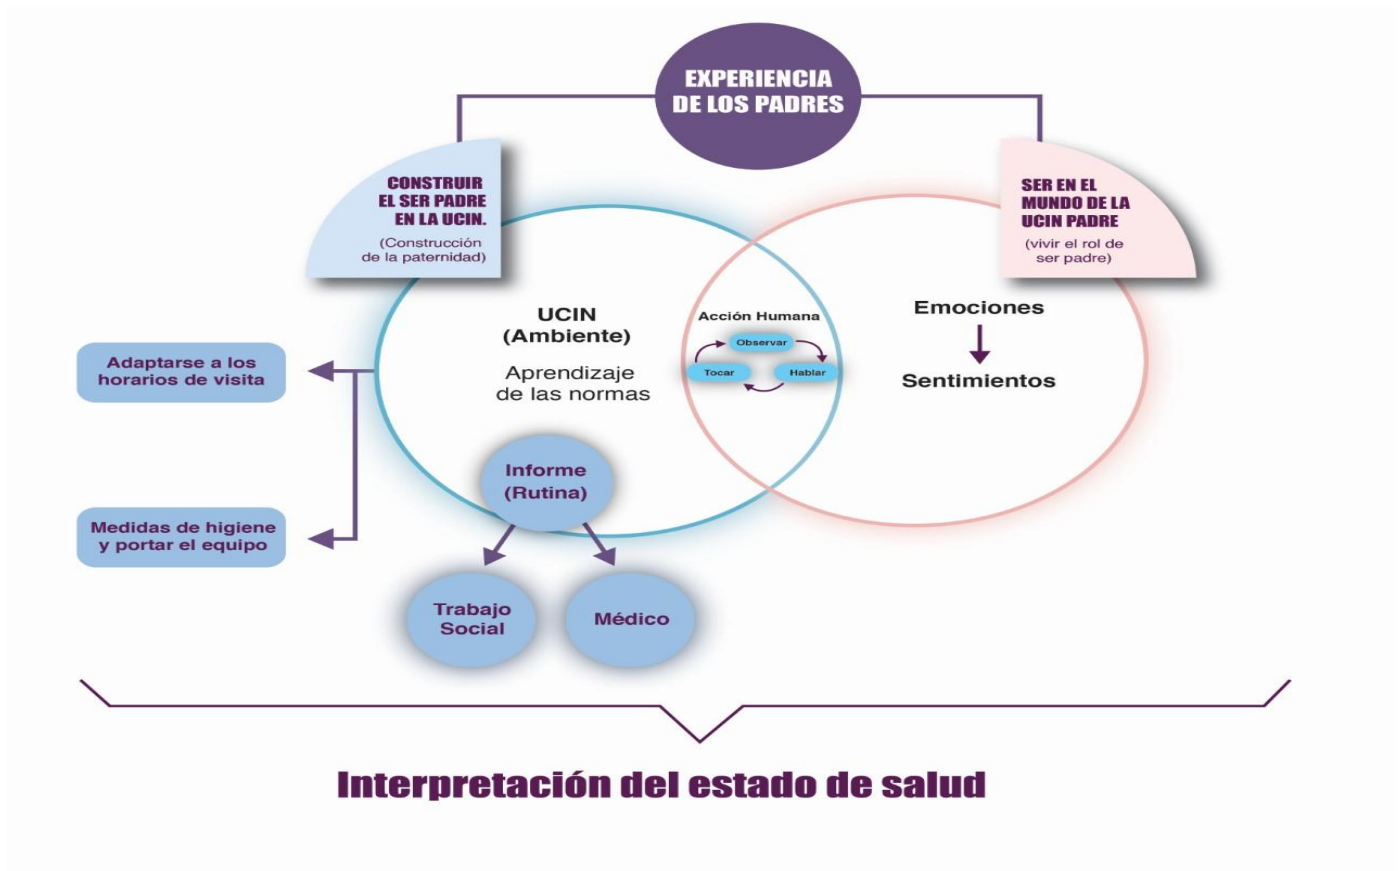 EXPERIENCIA
DE LOS PADRES
CONSTRUIR
EL SER PADRE
EN LA UCIN.
(Construcción
de la paternidad)
SER EN EL
MUNDO DE LA
UCIN PADRE
(vivir el rol de
ser padre)
UCIN
(Ambiente)
Aprendizaje
de las normas
Acción Humana
Observar
Tocar
Hablar
Emociones
Sentimientos
Adaptarse a los
horarios de visita
Medidas de higiene
y portar el equipo
Informe
(Rutina)
Trabajo
Social
Médico
Interpretación del estado de salud